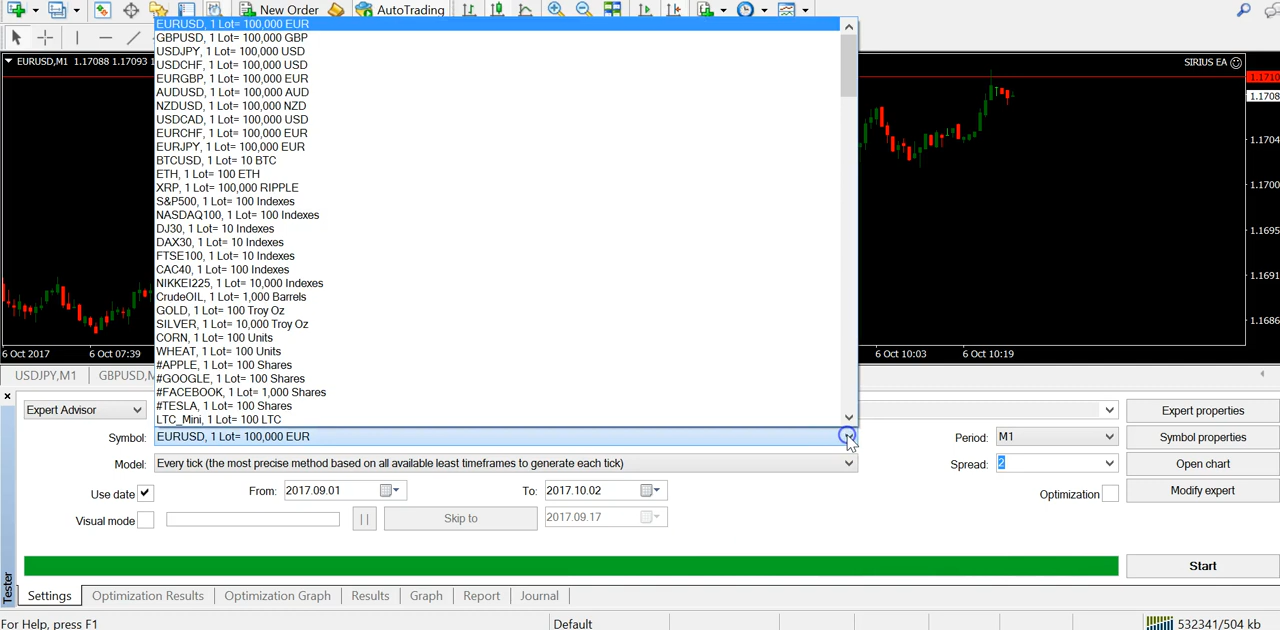 New Order AutoTrading
EURUSD, 1 Lot= 100,000 EUR
GBPUSD, 1 Lot= 100,000 GBP
USDJPY, 1 Lot= 100,000 USD
USDCHF, 1 Lot= 100,000 USD
EURGBP, 1 Lot= 100,000 EUR
AUDUSD, 1 Lot= 100,000 AUD
NZDUSD, 1 Lot= 100,000 NZD
USDCAD, 1 Lot= 100,000 USD
EURCHF, 1 Lot= 100,000 EUR
EURJPY, 1 Lot= 100,000 EUR
BTCUSD, 1 Lot= 10 BTC
ETH, 1 Lot= 100 ETH
XRP, 1 Lot= 100,000 RIPPLE
S&P500, 1 Lot= 100 Indexes
NASDAQ100, 1 Lot= 100 Indexes
DJ30, 1 Lot= 10 Indexes
DAX30, 1 Lot= 10 Indexes
FTSE100, 1 Lot= 10 Indexes
CAC40, 1 Lot= 100 Indexes
NIKKEI225, 1 Lot= 10,000 Indexes
CrudeOIL, 1 Lot= 1,000 Barrels
GOLD, 1 Lot= 100 Troy Oz
SILVER, 1 Lot= 10,000 Troy Oz
CORN, 1 Lot= 100 Units
WHEAT, 1 Lot= 100 Units
#APPLE, 1 Lot= 100 Shares
#GOOGLE, 1 Lot= 100 Shares
#FACEBOOK, 1 Lot= 1,000 Shares
#TESLA, 1 Lot= 100 Shares
LTC_Mini, 1 Lot= 100 LTC
EURUSD,M1 1.17088 1.17093 1
SIRIUS EA
1.1710
1.1708
1.1704
1.1700
1.1695
1.1691
1.1686
6 Oct 2017 6 Oct 07:39 6 Oct 10:03 6 Oct 10:19
USDJPY,M1 GBPUSD,M
Expert Advisor Expert properties
Symbol: EURUSD, 1 Lot= 100,000 EUR Period: M1 Symbol properties
Model: Every tick (the most precise method based on all available least timeframes to generate each tick) Spread: 2 Open chart
Use date From: 2017.09.01 To: 2017.10.02 Optimization Modify expert
Visual mode Skip to 2017.09.17
Start
Tester
Settings Optimization Results Optimization Graph Results Graph Report Journal
For Help, press F1 Default 532341/504 kb